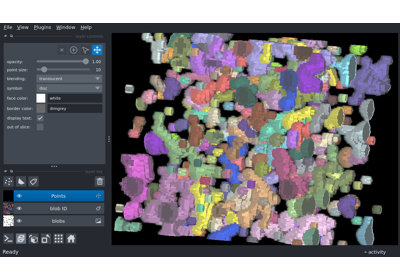 File View Plugins Window Help
opacity: 1.00
point size: 10
blending: translucent
symbol: disc
face color: white
border color: dimgrey
display text:
out of slice:
Points
blob ID
blobs
Ready
activity